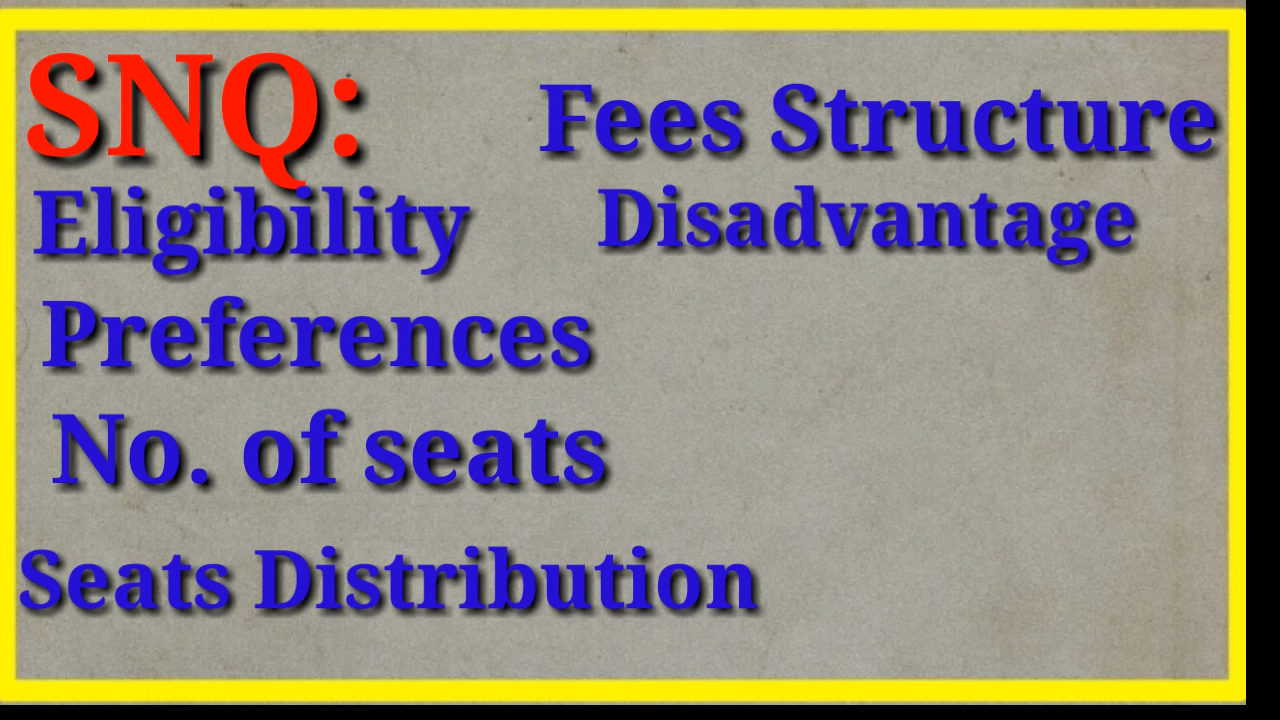 SNQ:
Eligibility
Preferences
No. of seats
Seats Distribution
Fees Structure
Disadvantage